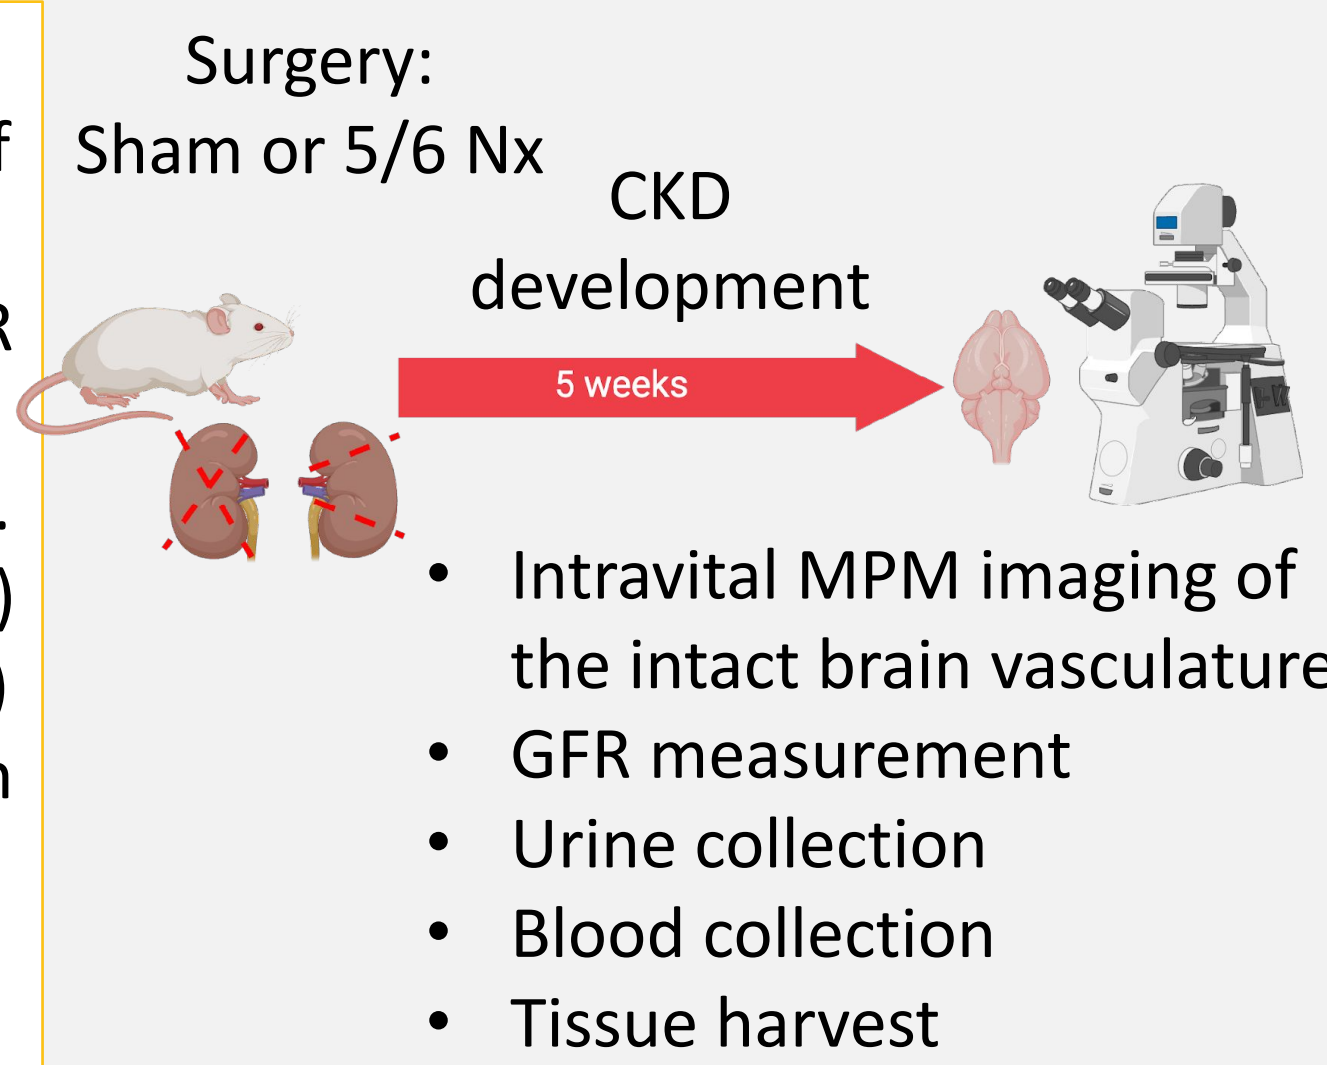 Surgery:
Sham or 5/6 Nx
CKD
development
5 weeks
• Intravital MPM imaging of
the intact brain vasculature
• GFR measurement
• Urine collection
• Blood collection
• Tissue harvest